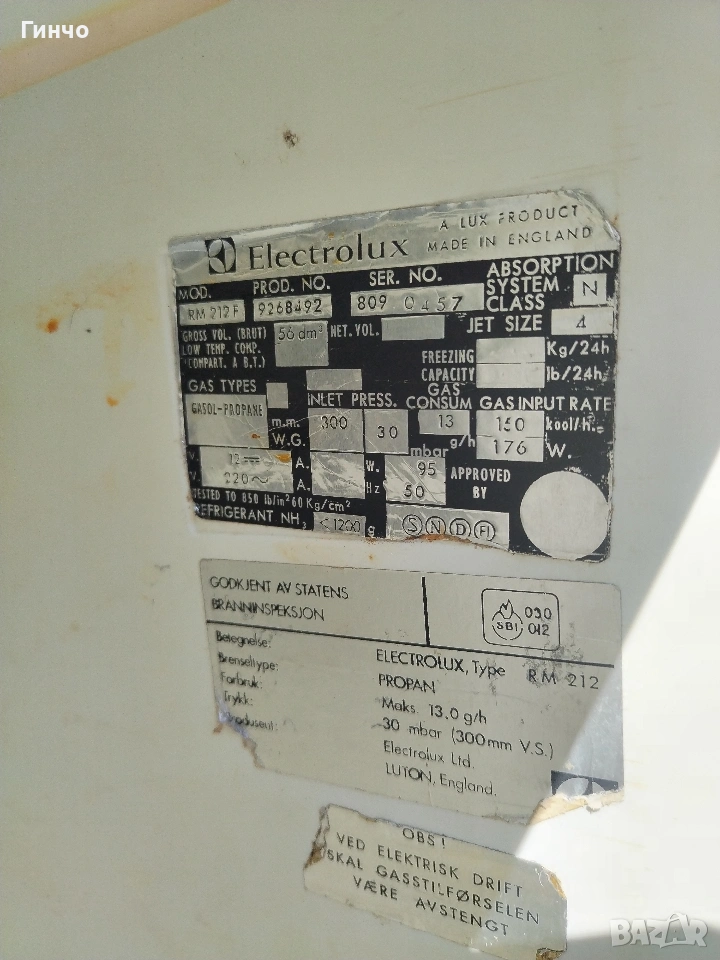 Гинчо
Electrolux A LUX PRODUCT
MADE IN ENGLAND
MOD. PROD. NO. SER. NO. ABSORPTION
SYSTEM N
CLASS
RM 212F 9268492 809 0457
JET SIZE 4
GROSS VOL. (BRUT) 56 dm³ NET. VOL.
LOW TEMP. COMP.
(COMPART. A B.T.)
FREEZING Kg/24h
CAPACITY lb/24h
GAS TYPES
GASOL-PROPANE
INLET PRESS. GAS CONSUM GAS INPUT RATE
m.m. W.G. 300 30 mbar 13 g/h 150 kcal/h.
176 W.
V. 12 A. W. 95 APPROVED
V. 220 A. Hz 50 BY
TESTED TO 850 lb/in² 60 Kg/cm²
REFRIGERANT NH₃ <1200 g S N D FI
GODKJENT AV STATENS
BRANNINSPEKSJON
SBI 030
012
Betegnelse: ELECTROLUX, Type RM 212
Brenseltype: PROPAN
Forbruk: Maks. 13.0 g/h
Trykk: 30 mbar (300mm V.S.)
Produsent: Electrolux Ltd.
LUTON, England.
OBS!
VED ELEKTRISK DRIFT
SKAL GASSTILFØRSELEN
VÆRE AVSTENGT
BAZAR